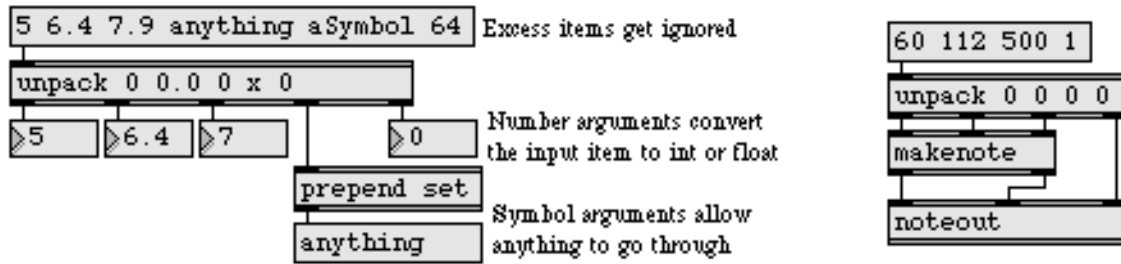 5 6.4 7.9 anything aSymbol 64
Excess items get ignored
unpack 0 0.0 0 x 0
5
6.4
7
0
Number arguments convert
the input item to int or float
prepend set
Symbol arguments allow
anything to go through
anything
60 112 500 1
unpack 0 0 0 0
makenote
noteout